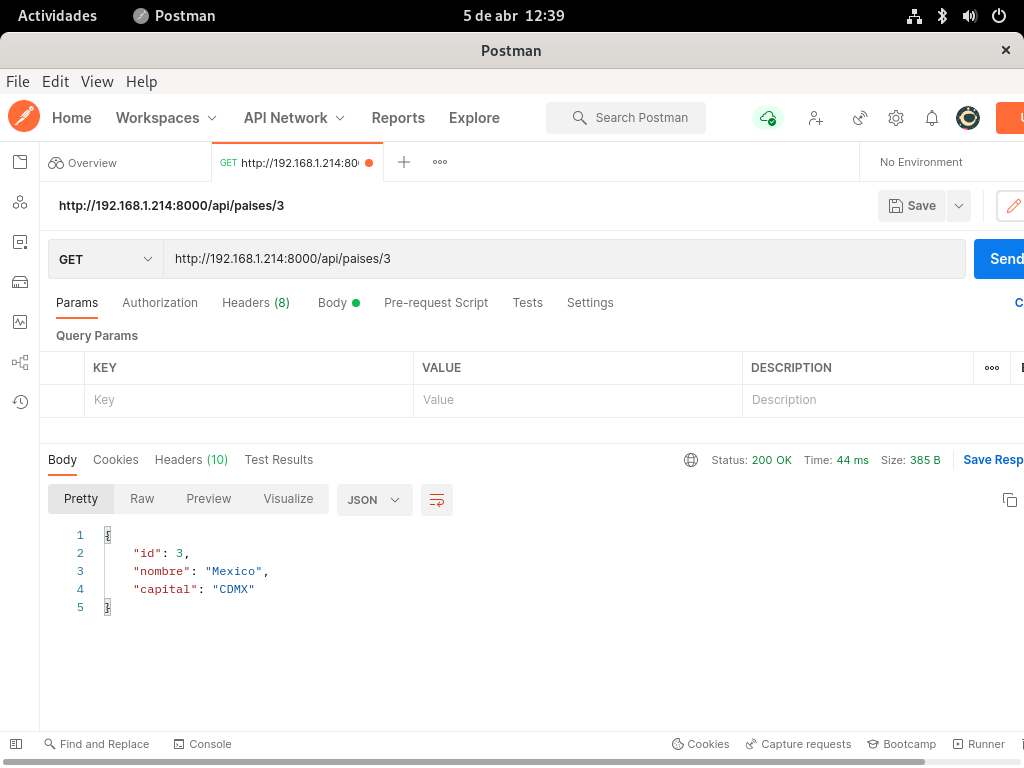 Actividades Postman 5 de abr 12:39
Postman
File Edit View Help
Home Workspaces API Network Reports Explore Search Postman
Overview GET http://192.168.1.214:80 No Environment
http://192.168.1.214:8000/api/paises/3 Save
GET http://192.168.1.214:8000/api/paises/3 Send
Params Authorization Headers (8) Body Pre-request Script Tests Settings C
Query Params
KEY VALUE DESCRIPTION
Key Value Description
Body Cookies Headers (10) Test Results Status: 200 OK Time: 44 ms Size: 385 B Save Resp
Pretty Raw Preview Visualize JSON
1 {
2 "id": 3,
3 "nombre": "Mexico",
4 "capital": "CDMX"
5 }
Find and Replace Console Cookies Capture requests Bootcamp Runner